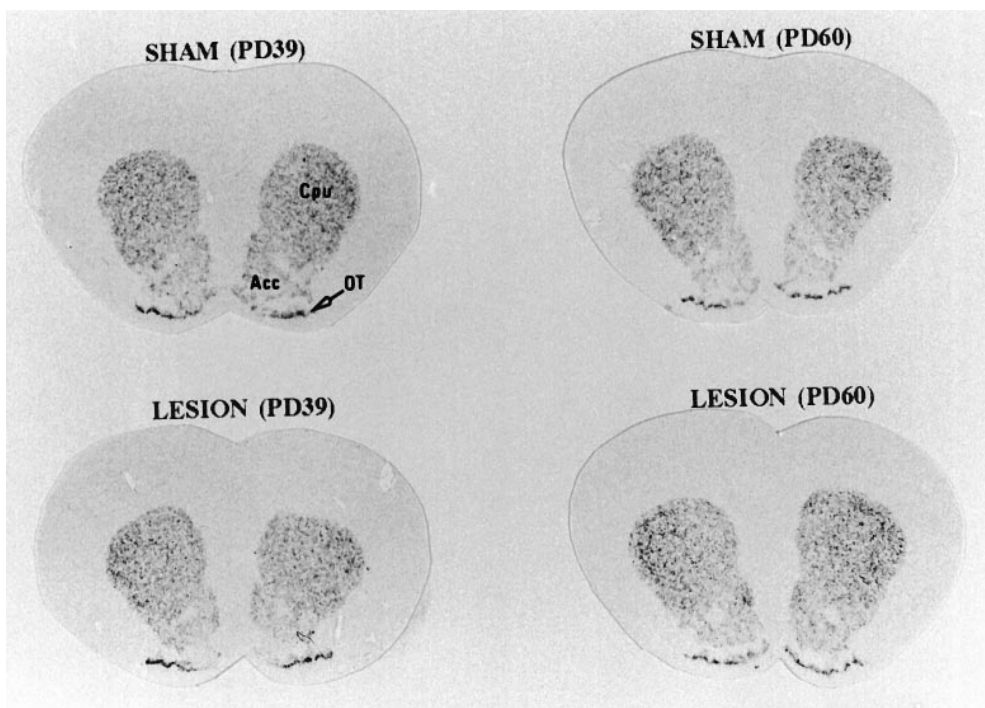 SHAM (PD39)
SHAM (PD60)
Cpu
Acc
OT
LESION (PD39)
LESION (PD60)